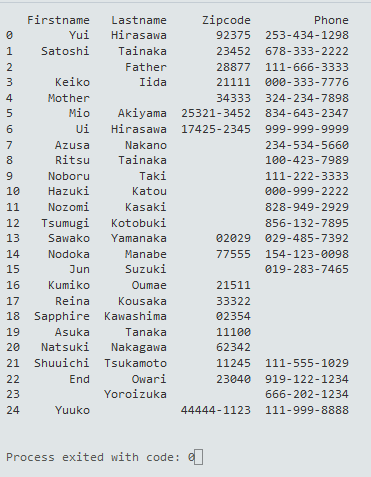 Firstname Lastname Zipcode Phone
0 Yui Hirasawa 92375 253-434-1298
1 Satoshi Tainaka 23452 678-333-2222
2 Father 28877 111-666-3333
3 Keiko Iida 21111 000-333-7776
4 Mother 34333 324-234-7898
5 Mio Akiyama 25321-3452 834-643-2347
6 Ui Hirasawa 17425-2345 999-999-9999
7 Azusa Nakano 234-534-5660
8 Ritsu Tainaka 100-423-7989
9 Noboru Taki 111-222-3333
10 Hazuki Katou 000-999-2222
11 Nozomi Kasaki 828-949-2929
12 Tsumugi Kotobuki 856-132-7895
13 Sawako Yamanaka 02029 029-485-7392
14 Nodoka Manabe 77555 154-123-0098
15 Jun Suzuki 019-283-7465
16 Kumiko Oumae 21511
17 Reina Kousaka 33322
18 Sapphire Kawashima 02354
19 Asuka Tanaka 11100
20 Natsuki Nakagawa 62342
21 Shuuichi Tsukamoto 11245 111-555-1029
22 End Owari 23040 919-122-1234
23 Yoroizuka 666-202-1234
24 Yuuko 44444-1123 111-999-8888
Process exited with code: 0